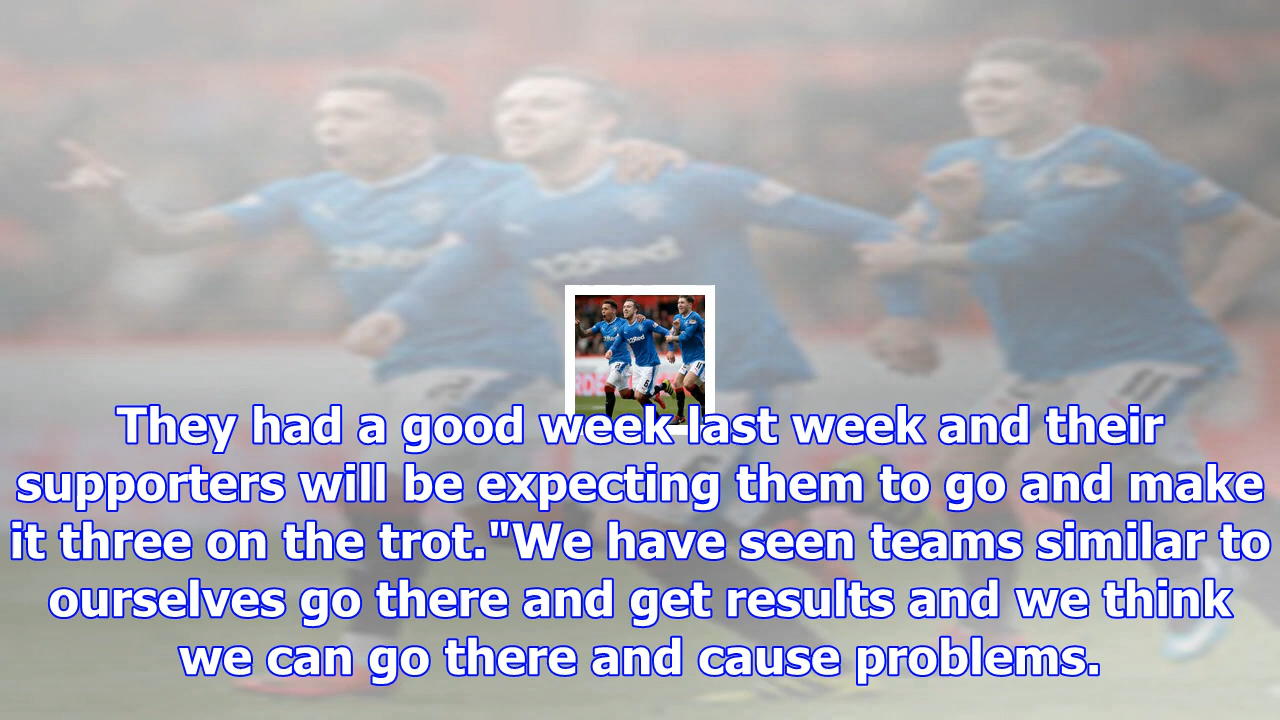 32Red
They had a good week last week and their
supporters will be expecting them to go and make
it three on the trot."We have seen teams similar to
ourselves go there and get results and we think
we can go there and cause problems.